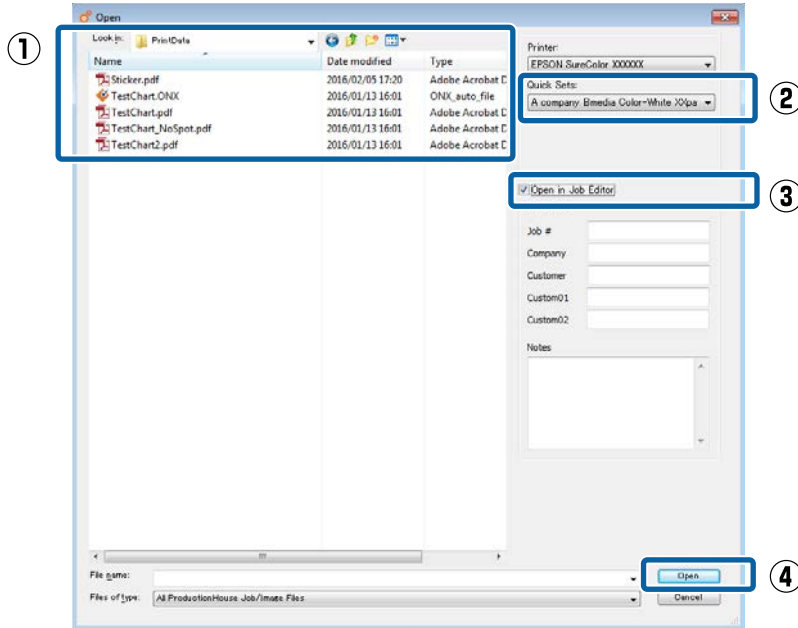 Open
①
Look in: PrintData
Name Date modified Type
Sticker.pdf 2016/02/05 17:20 Adobe Acrobat D
TestChart.ONX 2016/01/13 16:01 ONX_auto_file
TestChart.pdf 2016/01/13 16:01 Adobe Acrobat D
TestChart_NoSpot.pdf 2016/01/13 16:01 Adobe Acrobat D
TestChart2.pdf 2016/01/13 16:01 Adobe Acrobat D
Printer:
EPSON SureColor XXXXXX
Quick Sets:
A company Bmedia Color-White XXpa
②
Open in Job Editor
③
Job #
Company
Customer
Custom01
Custom02
Notes
File name:
Open
④
Files of type: All ProductionHouse Job/Image Files
Cancel